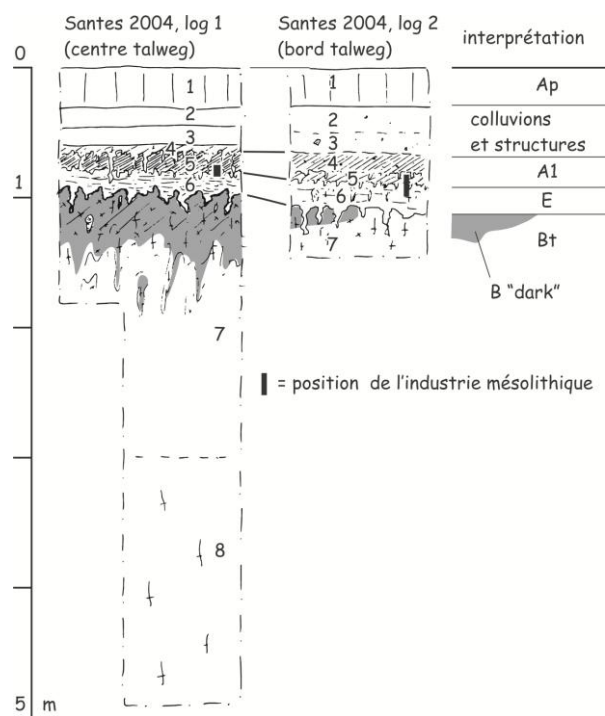 Santes 2004, log 1
(centre talweg)
Santes 2004, log 2
(bord talweg)
interprétation
0
1
5 m
1
2
3
4
5
6
7
8
1
2
3
4
5
6
7
Ap
colluvions
et structures
A1
E
Bt
B "dark"
= position de l'industrie mésolithique